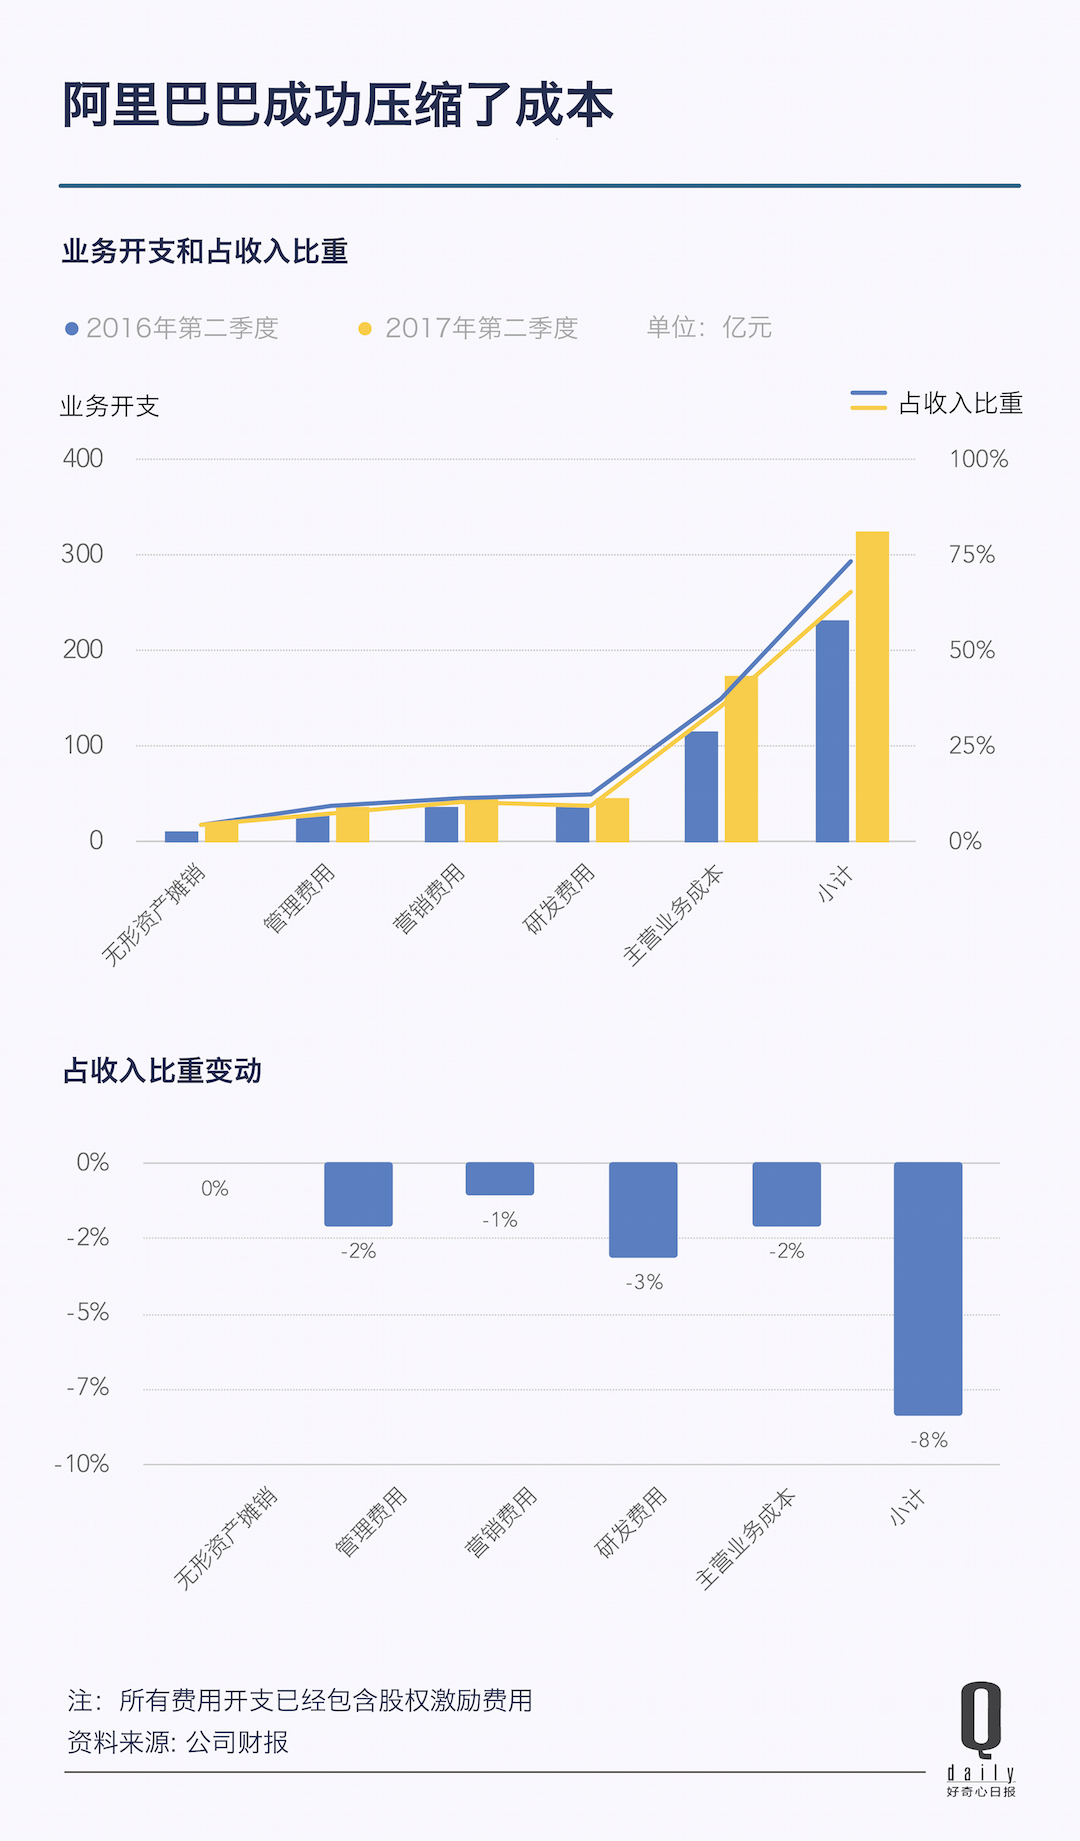 阿里巴巴成功压缩了成本
业务开支和占收入比重
2016年第二季度 2017年第二季度 单位：亿元
业务开支 占收入比重
400 100%
300 75%
200 50%
100 25%
0 0%
无形资产摊销 管理费用 营销费用 研发费用 主营业务成本 小计
占收入比重变动
0%
0%
-1%
-2%
-2% -2%
-3%
-5%
-7%
-8%
-10%
无形资产摊销 管理费用 营销费用 研发费用 主营业务成本 小计
注：所有费用开支已经包含股权激励费用
资料来源: 公司财报
Q
daily
好奇心日报